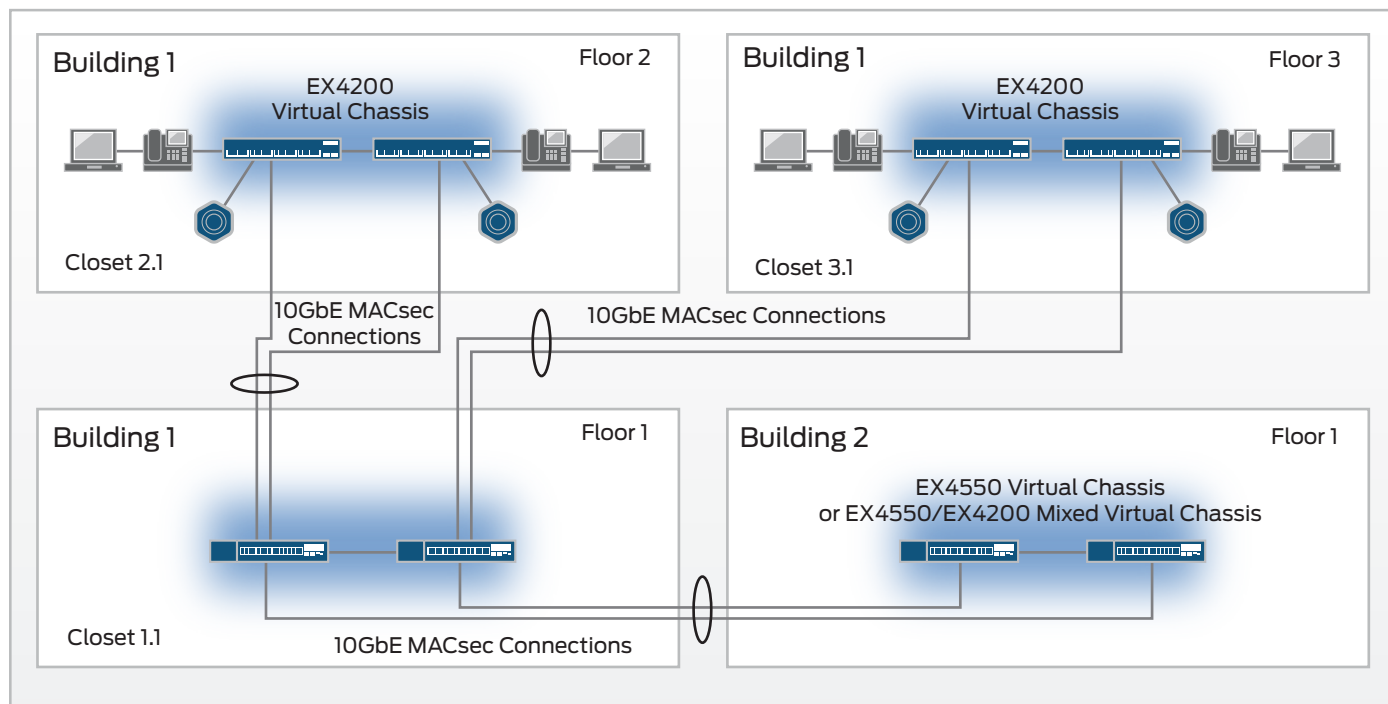 Building 1
Floor 2
EX4200
Virtual Chassis
Closet 2.1
Building 1
Floor 3
EX4200
Virtual Chassis
Closet 3.1
10GbE MACsec
Connections
10GbE MACsec Connections
Building 1
Floor 1
Closet 1.1
10GbE MACsec Connections
Building 2
Floor 1
EX4550 Virtual Chassis
or EX4550/EX4200 Mixed Virtual Chassis